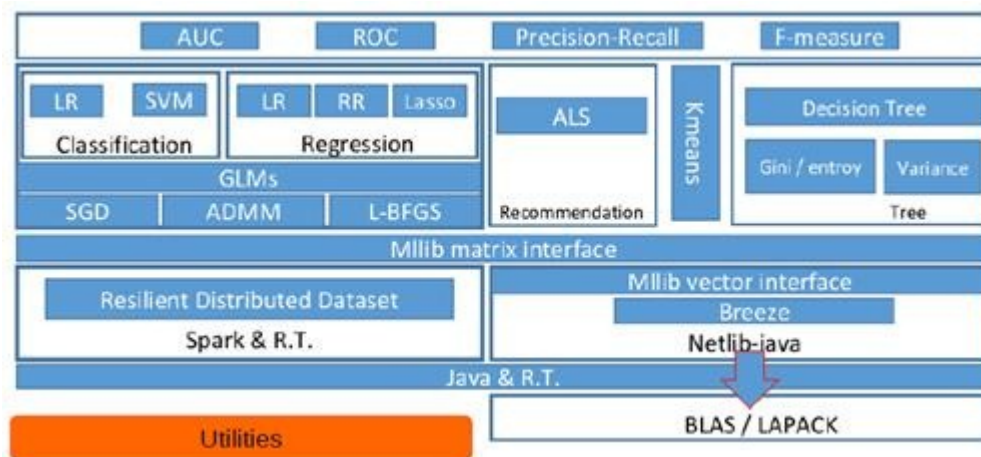 AUC ROC Precision-Recall F-measure
LR SVM
Classification
LR RR Lasso
Regression
GLMs
SGD ADMM L-BFGS
ALS
Recommendation
Kmeans
Decision Tree
Gini / entroy Variance
Tree
Mllib matrix interface
Resilient Distributed Dataset
Spark & R.T.
Mllib vector interface
Breeze
Netlib-java
Java & R.T.
BLAS / LAPACK
Utilities